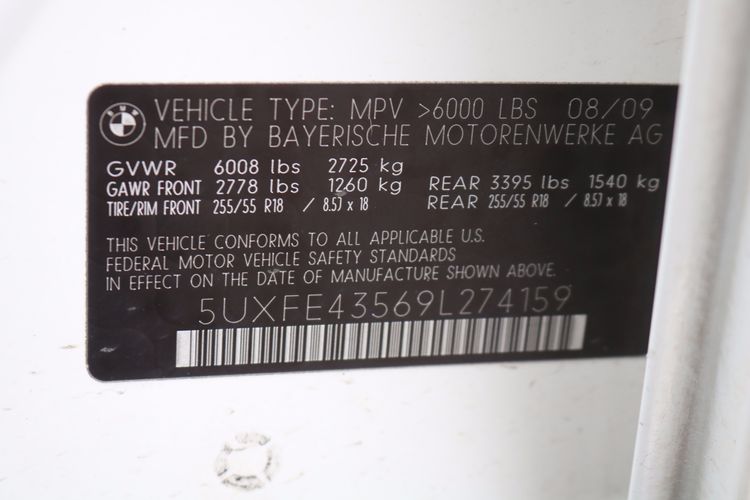 BMW
VEHICLE TYPE: MPV >6000 LBS 08/09
MFD BY BAYERISCHE MOTORENWERKE AG
GVWR 6008 lbs 2725 kg
GAWR FRONT 2778 lbs 1260 kg REAR 3395 lbs 1540 kg
TIRE/RIM FRONT 255/55 R18 / 8.5J x 18 REAR 255/55 R18 / 8.5J x 18
THIS VEHICLE CONFORMS TO ALL APPLICABLE U.S.
FEDERAL MOTOR VEHICLE SAFETY STANDARDS
IN EFFECT ON THE DATE OF MANUFACTURE SHOWN ABOVE.
5UXFE43569L274159